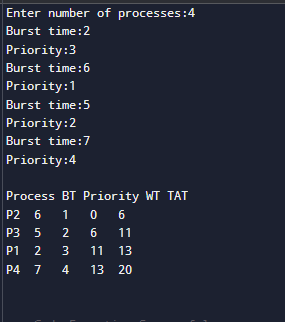 Enter number of processes:4
Burst time:2
Priority:3
Burst time:6
Priority:1
Burst time:5
Priority:2
Burst time:7
Priority:4
Process BT Priority WT TAT
P2 6 1 0 6
P3 5 2 6 11
P1 2 3 11 13
P4 7 4 13 20